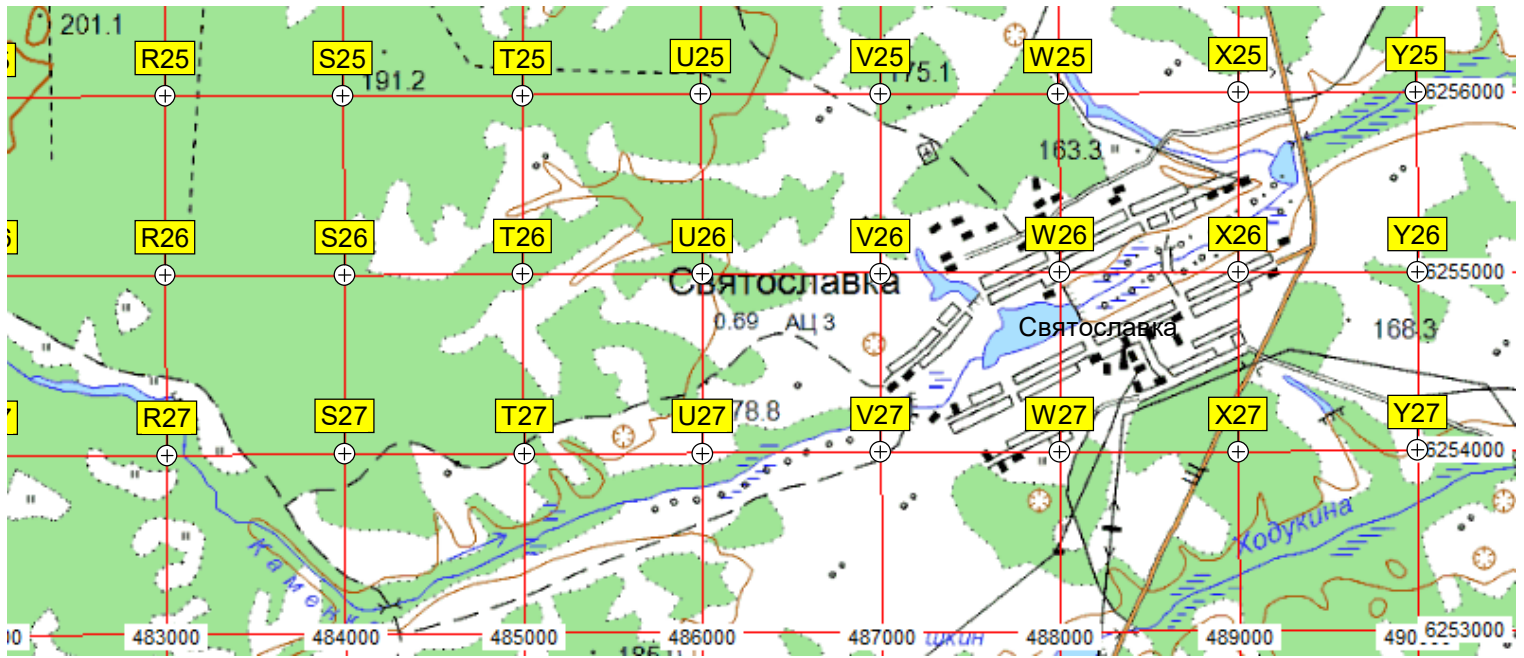 201.1
R25 S25 T25 U25 V25 W25 X25 Y25
191.2 175.1 6256000
163.3
R26 S26 T26 U26 V26 W26 X26 Y26
Святославка 6255000
0.69 АЦ 3 Святославка 168.3
R27 S27 T27 U27 V27 W27 X27 Y27
78.8
6254000
Ходукина
Каменка
483000 484000 485000 486000 487000 шкин 488000 489000 6253000